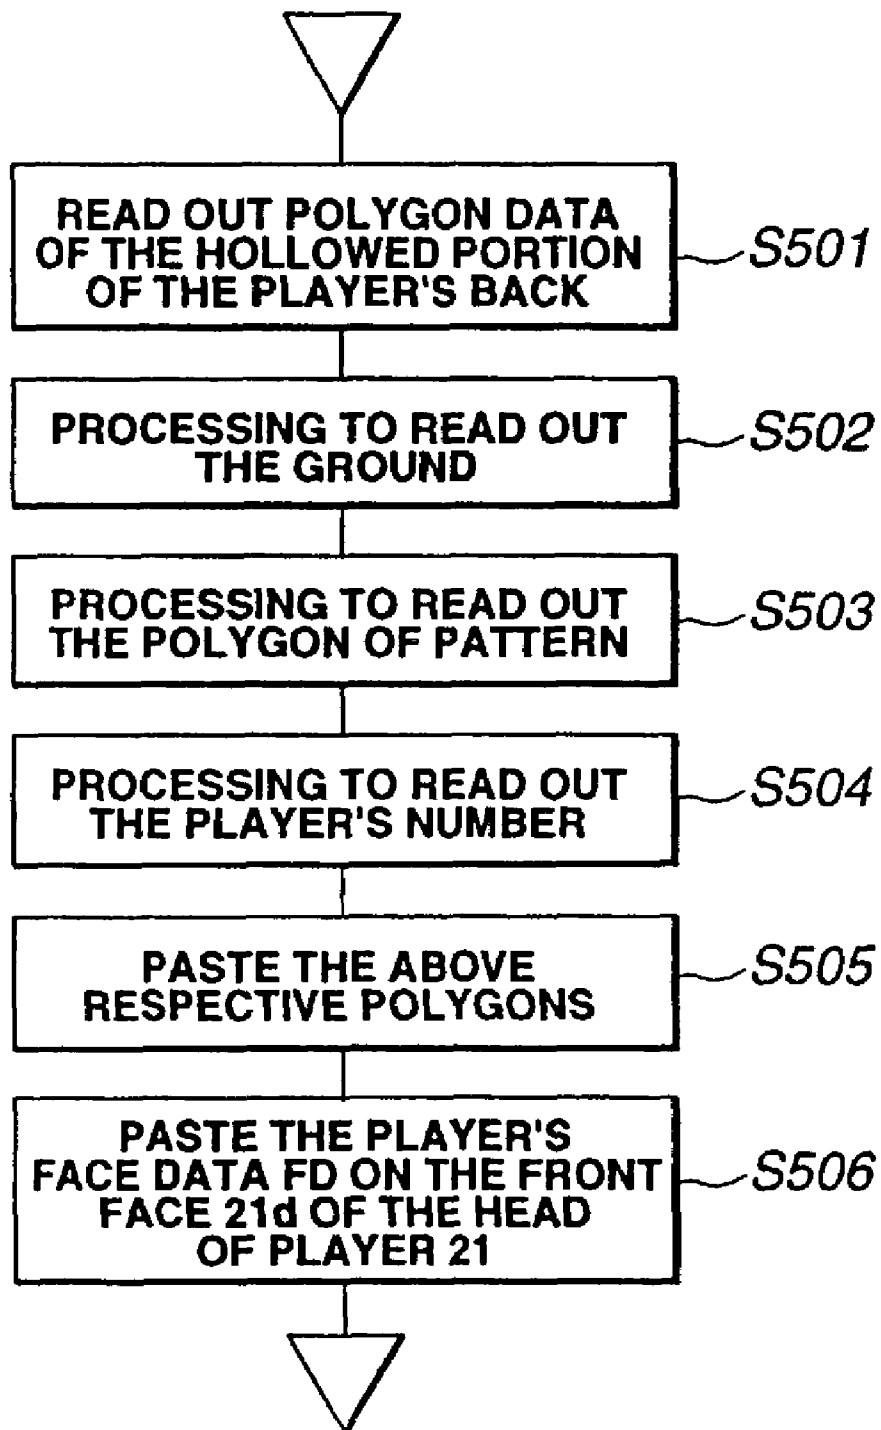 READ OUT POLYGON DATA
OF THE HOLLOWED PORTION
OF THE PLAYER'S BACK
S501
PROCESSING TO READ OUT
THE GROUND
S502
PROCESSING TO READ OUT
THE POLYGON OF PATTERN
S503
PROCESSING TO READ OUT
THE PLAYER'S NUMBER
S504
PASTE THE ABOVE
RESPECTIVE POLYGONS
S505
PASTE THE PLAYER'S
FACE DATA FD ON THE FRONT
FACE 21d OF THE HEAD
OF PLAYER 21
S506